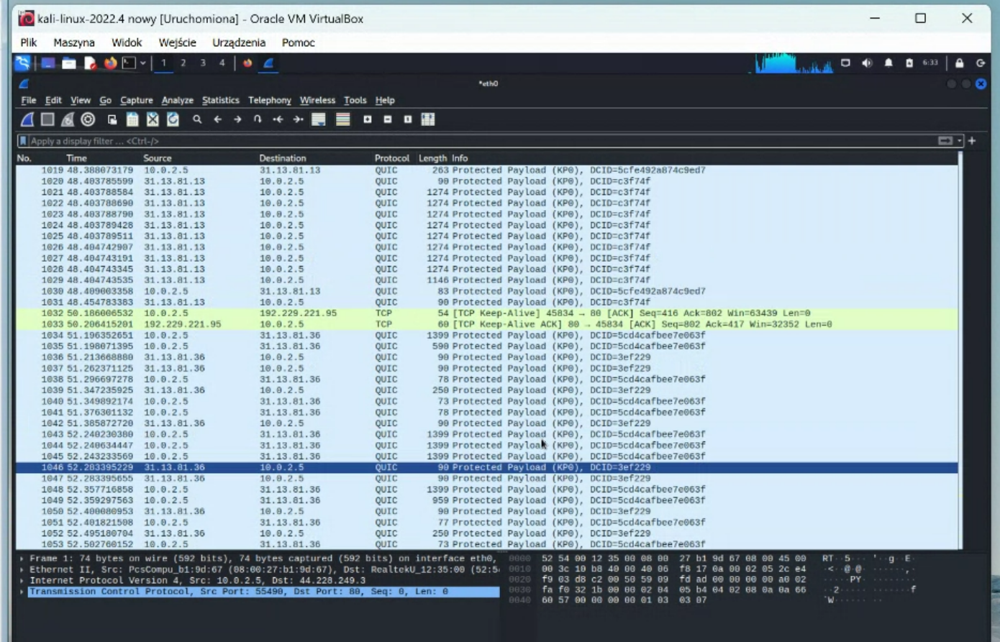 kali-linux-2022.4 nowy [Uruchomiona] - Oracle VM VirtualBox
Plik Maszyna Widok Wejście Urządzenia Pomoc
1 2 3 4 6:33
*eth0
File Edit View Go Capture Analyze Statistics Telephony Wireless Tools Help
Apply a display filter ... <Ctrl-/>
No. Time Source Destination Protocol Length Info
1019 48.388073179 10.0.2.5 31.13.81.13 QUIC 263 Protected Payload (KP0), DCID=5cfe492a874c9ed7
1020 48.403785599 31.13.81.13 10.0.2.5 QUIC 90 Protected Payload (KP0), DCID=c3f74f
1021 48.403788584 31.13.81.13 10.0.2.5 QUIC 1274 Protected Payload (KP0), DCID=c3f74f
1022 48.403788690 31.13.81.13 10.0.2.5 QUIC 1274 Protected Payload (KP0), DCID=c3f74f
1023 48.403788790 31.13.81.13 10.0.2.5 QUIC 1274 Protected Payload (KP0), DCID=c3f74f
1024 48.403789428 31.13.81.13 10.0.2.5 QUIC 1274 Protected Payload (KP0), DCID=c3f74f
1025 48.403789511 31.13.81.13 10.0.2.5 QUIC 1274 Protected Payload (KP0), DCID=c3f74f
1026 48.404742907 31.13.81.13 10.0.2.5 QUIC 1274 Protected Payload (KP0), DCID=c3f74f
1027 48.404743191 31.13.81.13 10.0.2.5 QUIC 1274 Protected Payload (KP0), DCID=c3f74f
1028 48.404743345 31.13.81.13 10.0.2.5 QUIC 1274 Protected Payload (KP0), DCID=c3f74f
1029 48.404743535 31.13.81.13 10.0.2.5 QUIC 1146 Protected Payload (KP0), DCID=c3f74f
1030 48.409003358 10.0.2.5 31.13.81.13 QUIC 83 Protected Payload (KP0), DCID=5cfe492a874c9ed7
1031 48.454783383 31.13.81.13 10.0.2.5 QUIC 90 Protected Payload (KP0), DCID=c3f74f
1032 50.186006532 10.0.2.5 192.229.221.95 TCP 54 [TCP Keep-Alive] 45834 → 80 [ACK] Seq=416 Ack=802 Win=63439 Len=0
1033 50.206415201 192.229.221.95 10.0.2.5 TCP 60 [TCP Keep-Alive ACK] 80 → 45834 [ACK] Seq=802 Ack=417 Win=32352 Len=0
1034 51.196352651 10.0.2.5 31.13.81.36 QUIC 1399 Protected Payload (KP0), DCID=5cd4cafbee7e063f
1035 51.198071395 10.0.2.5 31.13.81.36 QUIC 590 Protected Payload (KP0), DCID=5cd4cafbee7e063f
1036 51.213668880 31.13.81.36 10.0.2.5 QUIC 90 Protected Payload (KP0), DCID=3ef229
1037 51.262371125 31.13.81.36 10.0.2.5 QUIC 90 Protected Payload (KP0), DCID=3ef229
1038 51.296697278 10.0.2.5 31.13.81.36 QUIC 78 Protected Payload (KP0), DCID=5cd4cafbee7e063f
1039 51.347235925 31.13.81.36 10.0.2.5 QUIC 250 Protected Payload (KP0), DCID=3ef229
1040 51.349892174 10.0.2.5 31.13.81.36 QUIC 73 Protected Payload (KP0), DCID=5cd4cafbee7e063f
1041 51.376301132 10.0.2.5 31.13.81.36 QUIC 78 Protected Payload (KP0), DCID=5cd4cafbee7e063f
1042 51.385872720 31.13.81.36 10.0.2.5 QUIC 90 Protected Payload (KP0), DCID=3ef229
1043 52.240230380 10.0.2.5 31.13.81.36 QUIC 1399 Protected Payload (KP0), DCID=5cd4cafbee7e063f
1044 52.240634447 10.0.2.5 31.13.81.36 QUIC 1399 Protected Payload (KP0), DCID=5cd4cafbee7e063f
1045 52.243233569 10.0.2.5 31.13.81.36 QUIC 1399 Protected Payload (KP0), DCID=5cd4cafbee7e063f
1046 52.283395229 31.13.81.36 10.0.2.5 QUIC 90 Protected Payload (KP0), DCID=3ef229
1047 52.283395655 31.13.81.36 10.0.2.5 QUIC 90 Protected Payload (KP0), DCID=3ef229
1048 52.357716858 10.0.2.5 31.13.81.36 QUIC 1399 Protected Payload (KP0), DCID=5cd4cafbee7e063f
1049 52.359297563 10.0.2.5 31.13.81.36 QUIC 959 Protected Payload (KP0), DCID=5cd4cafbee7e063f
1050 52.400080953 31.13.81.36 10.0.2.5 QUIC 90 Protected Payload (KP0), DCID=3ef229
1051 52.401821508 10.0.2.5 31.13.81.36 QUIC 77 Protected Payload (KP0), DCID=5cd4cafbee7e063f
1052 52.495180704 31.13.81.36 10.0.2.5 QUIC 250 Protected Payload (KP0), DCID=3ef229
1053 52.502760152 10.0.2.5 31.13.81.36 QUIC 73 Protected Payload (KP0), DCID=5cd4cafbee7e063f
Frame 1: 74 bytes on wire (592 bits), 74 bytes captured (592 bits) on interface eth0,
Ethernet II, Src: PcsCompu_b1:9d:67 (08:00:27:b1:9d:67), Dst: RealtekU_12:35:00 (52:5
Internet Protocol Version 4, Src: 10.0.2.5, Dst: 44.228.249.3
Transmission Control Protocol, Src Port: 55490, Dst Port: 80, Seq: 0, Len: 0
0000 52 54 00 12 35 00 08 00 27 b1 9d 67 08 00 45 00 RT··5···'··g··E·
0010 00 3c 10 b8 40 00 40 06 f8 17 0a 00 02 05 2c e4 ·<··@·@·······,·
0020 f9 03 d8 c2 00 50 59 09 fd ad 00 00 00 00 a0 02 ·····PY·········
0030 fa f0 32 1b 00 00 02 04 05 b4 04 02 08 0a 0a 66 ··2············f
0040 60 57 00 00 00 00 01 03 03 07 `W········